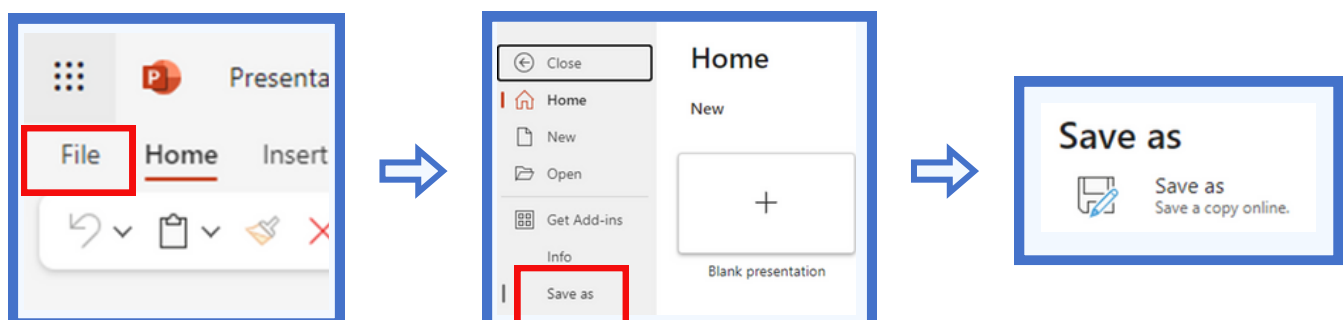 P Presenta
File Home Insert
Close
Home
New
Open
Get Add-ins
Info
Save as
Home
New
Blank presentation
Save as
Save as
Save a copy online.